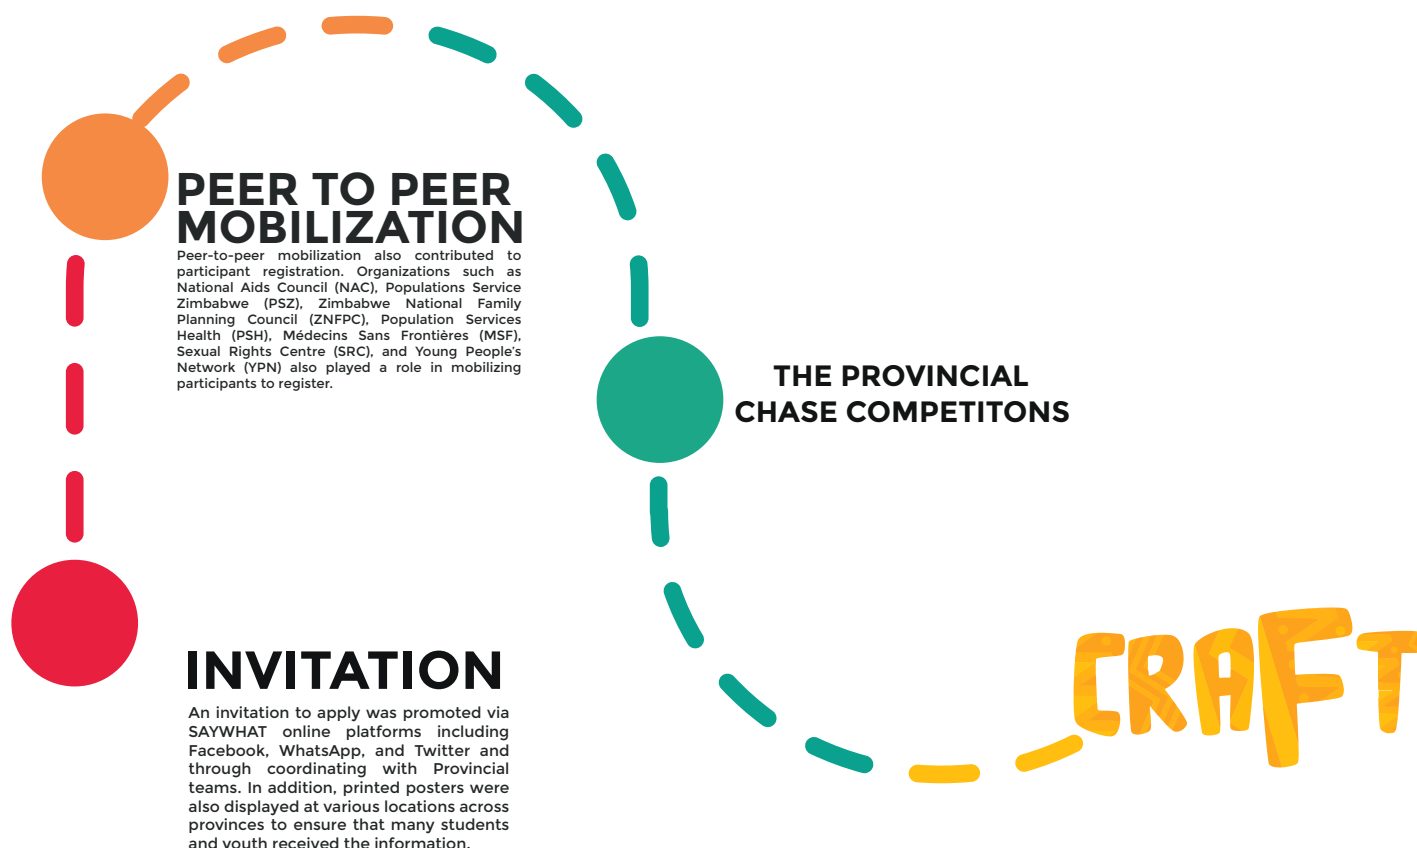 PEER TO PEER
MOBILIZATION
Peer-to-peer mobilization also contributed to
participant registration. Organizations such as
National Aids Council (NAC), Populations Service
Zimbabwe (PSZ), Zimbabwe National Family
Planning Council (ZNFPC), Population Services
Health (PSH), Médecins Sans Frontières (MSF),
Sexual Rights Centre (SRC), and Young People's
Network (YPN) also played a role in mobilizing
participants to register.
THE PROVINCIAL
CHASE COMPETITONS
CRAFT
INVITATION
An invitation to apply was promoted via
SAYWHAT online platforms including
Facebook, WhatsApp, and Twitter and
through coordinating with Provincial
teams. In addition, printed posters were
also displayed at various locations across
provinces to ensure that many students
and youth received the information.